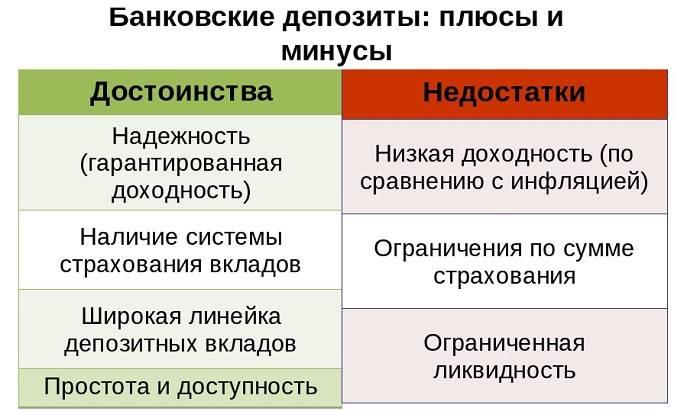 Банковские депозиты: плюсы и
минусы
Достоинства
Недостатки
Надежность
(гарантированная
доходность)
Низкая доходность (по
сравнению с инфляцией)
Наличие системы
страхования вкладов
Ограничения по сумме
страхования
Широкая линейка
депозитных вкладов
Ограниченная
ликвидность
Простота и доступность